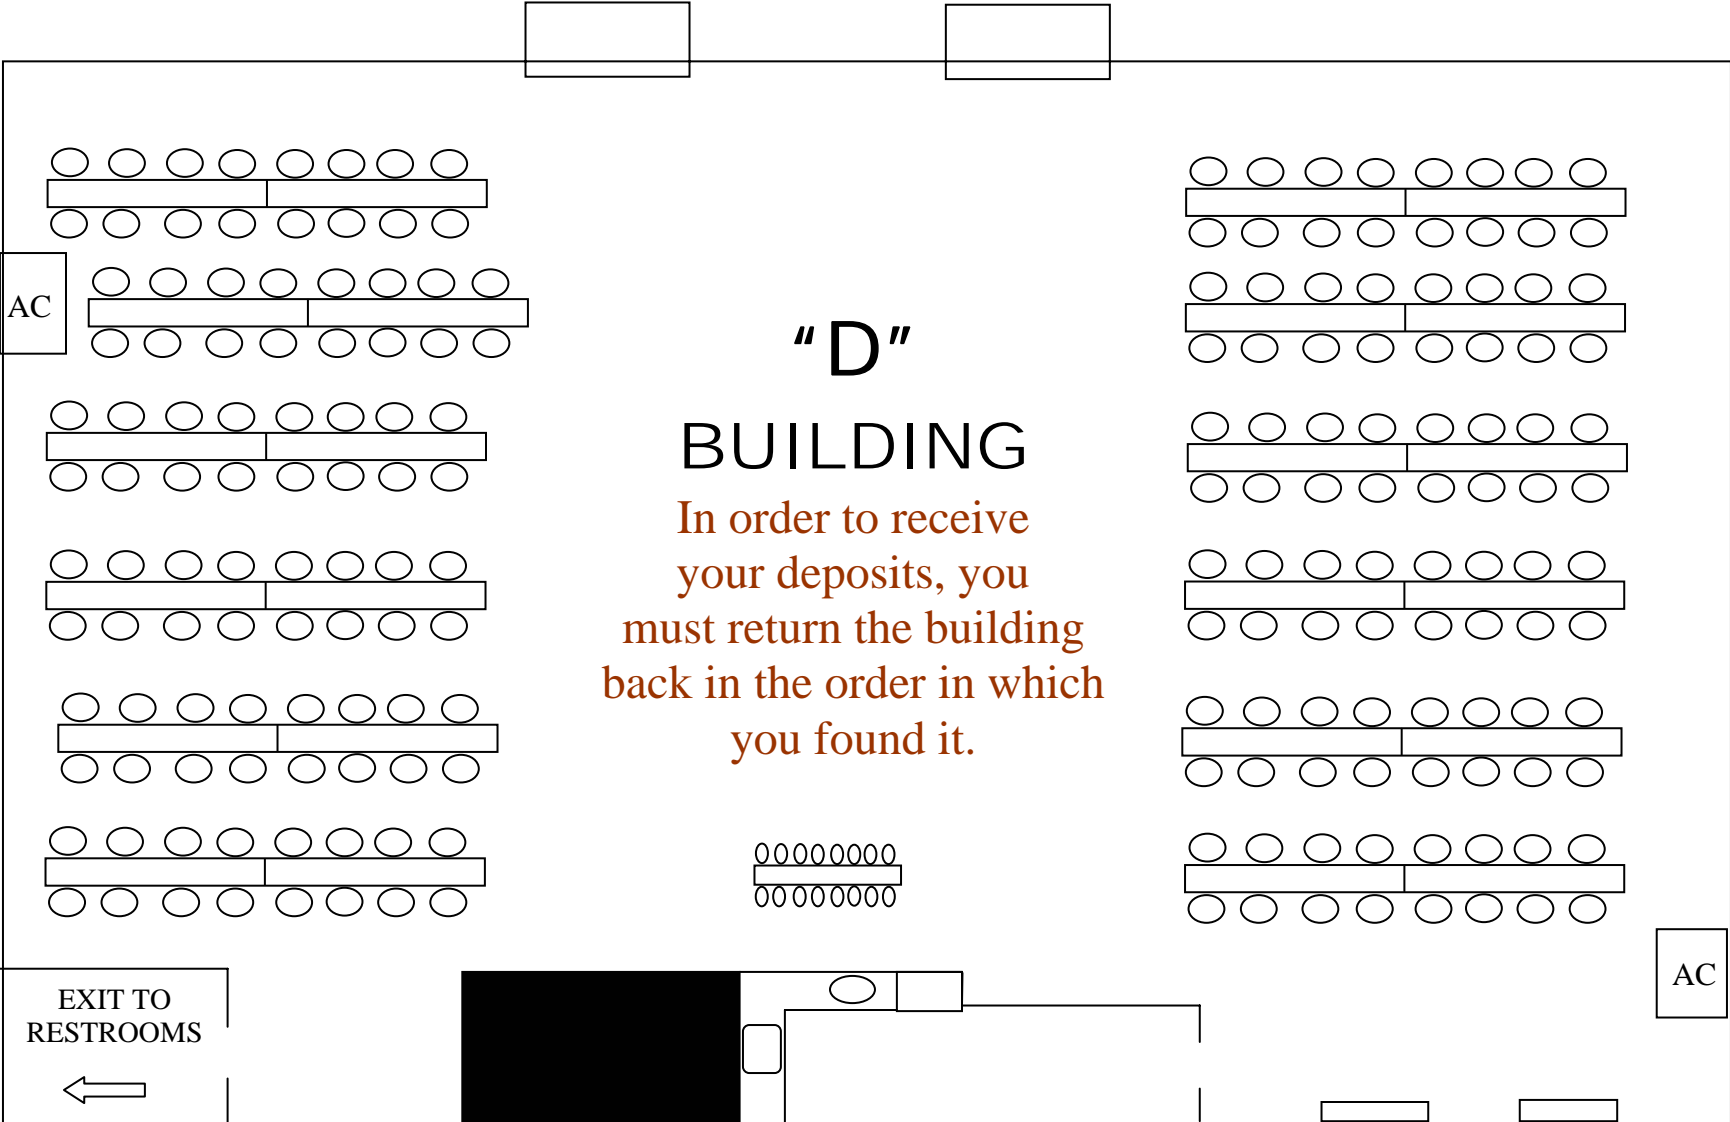 AC
“D”
BUILDING
In order to receive
your deposits, you
must return the building
back in the order in which
you found it.
EXIT TO
RESTROOMS
AC